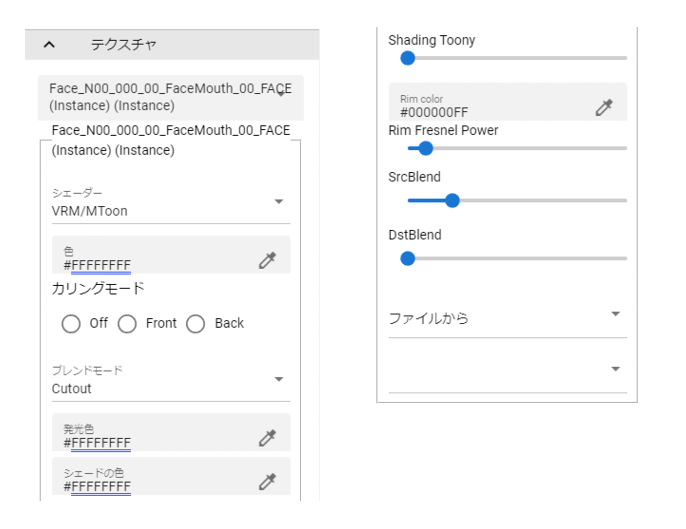 テクスチャ
Face_N00_000_00_FaceMouth_00_FACE
(Instance) (Instance)
Face_N00_000_00_FaceMouth_00_FACE
(Instance) (Instance)
シェーダー
VRM/MToon
色
#FFFFFFFF
カリングモード
Off Front Back
ブレンドモード
Cutout
発光色
#FFFFFFFF
シェードの色
#FFFFFFFF
Shading Toony
Rim color
#000000FF
Rim Fresnel Power
SrcBlend
DstBlend
ファイルから